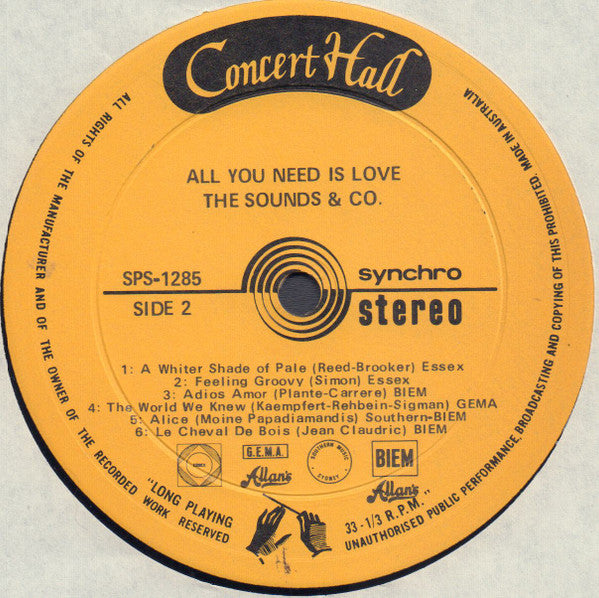 Concert Hall
ALL YOU NEED IS LOVE
THE SOUNDS & CO.
SPS-1285
synchro
SIDE 2
stereo
1: A Whiter Shade of Pale (Reed-Brooker) Essex
2: Feeling Groovy (Simon) Essex
3: Adios Amor (Plante-Carrere) BIEM
4: The World We Knew (Kaempfert-Rehbein-Sigman) GEMA
5: Alice (Moine Papadiamandis) Southern-BIEM
6: Le Cheval De Bois (Jean Claudric) BIEM
G.E.M.A.
Allan's
SOUTHERN MUSIC
SYDNEY
BIEM
Allan's
"LONG PLAYING
33-1/3 R.P.M."
ALL RIGHTS OF THE MANUFACTURER AND OF THE OWNER OF THE RECORDED WORK RESERVED
UNAUTHORISED PUBLIC PERFORMANCE, BROADCASTING AND COPYING OF THIS PROHIBITED. MADE IN AUSTRALIA